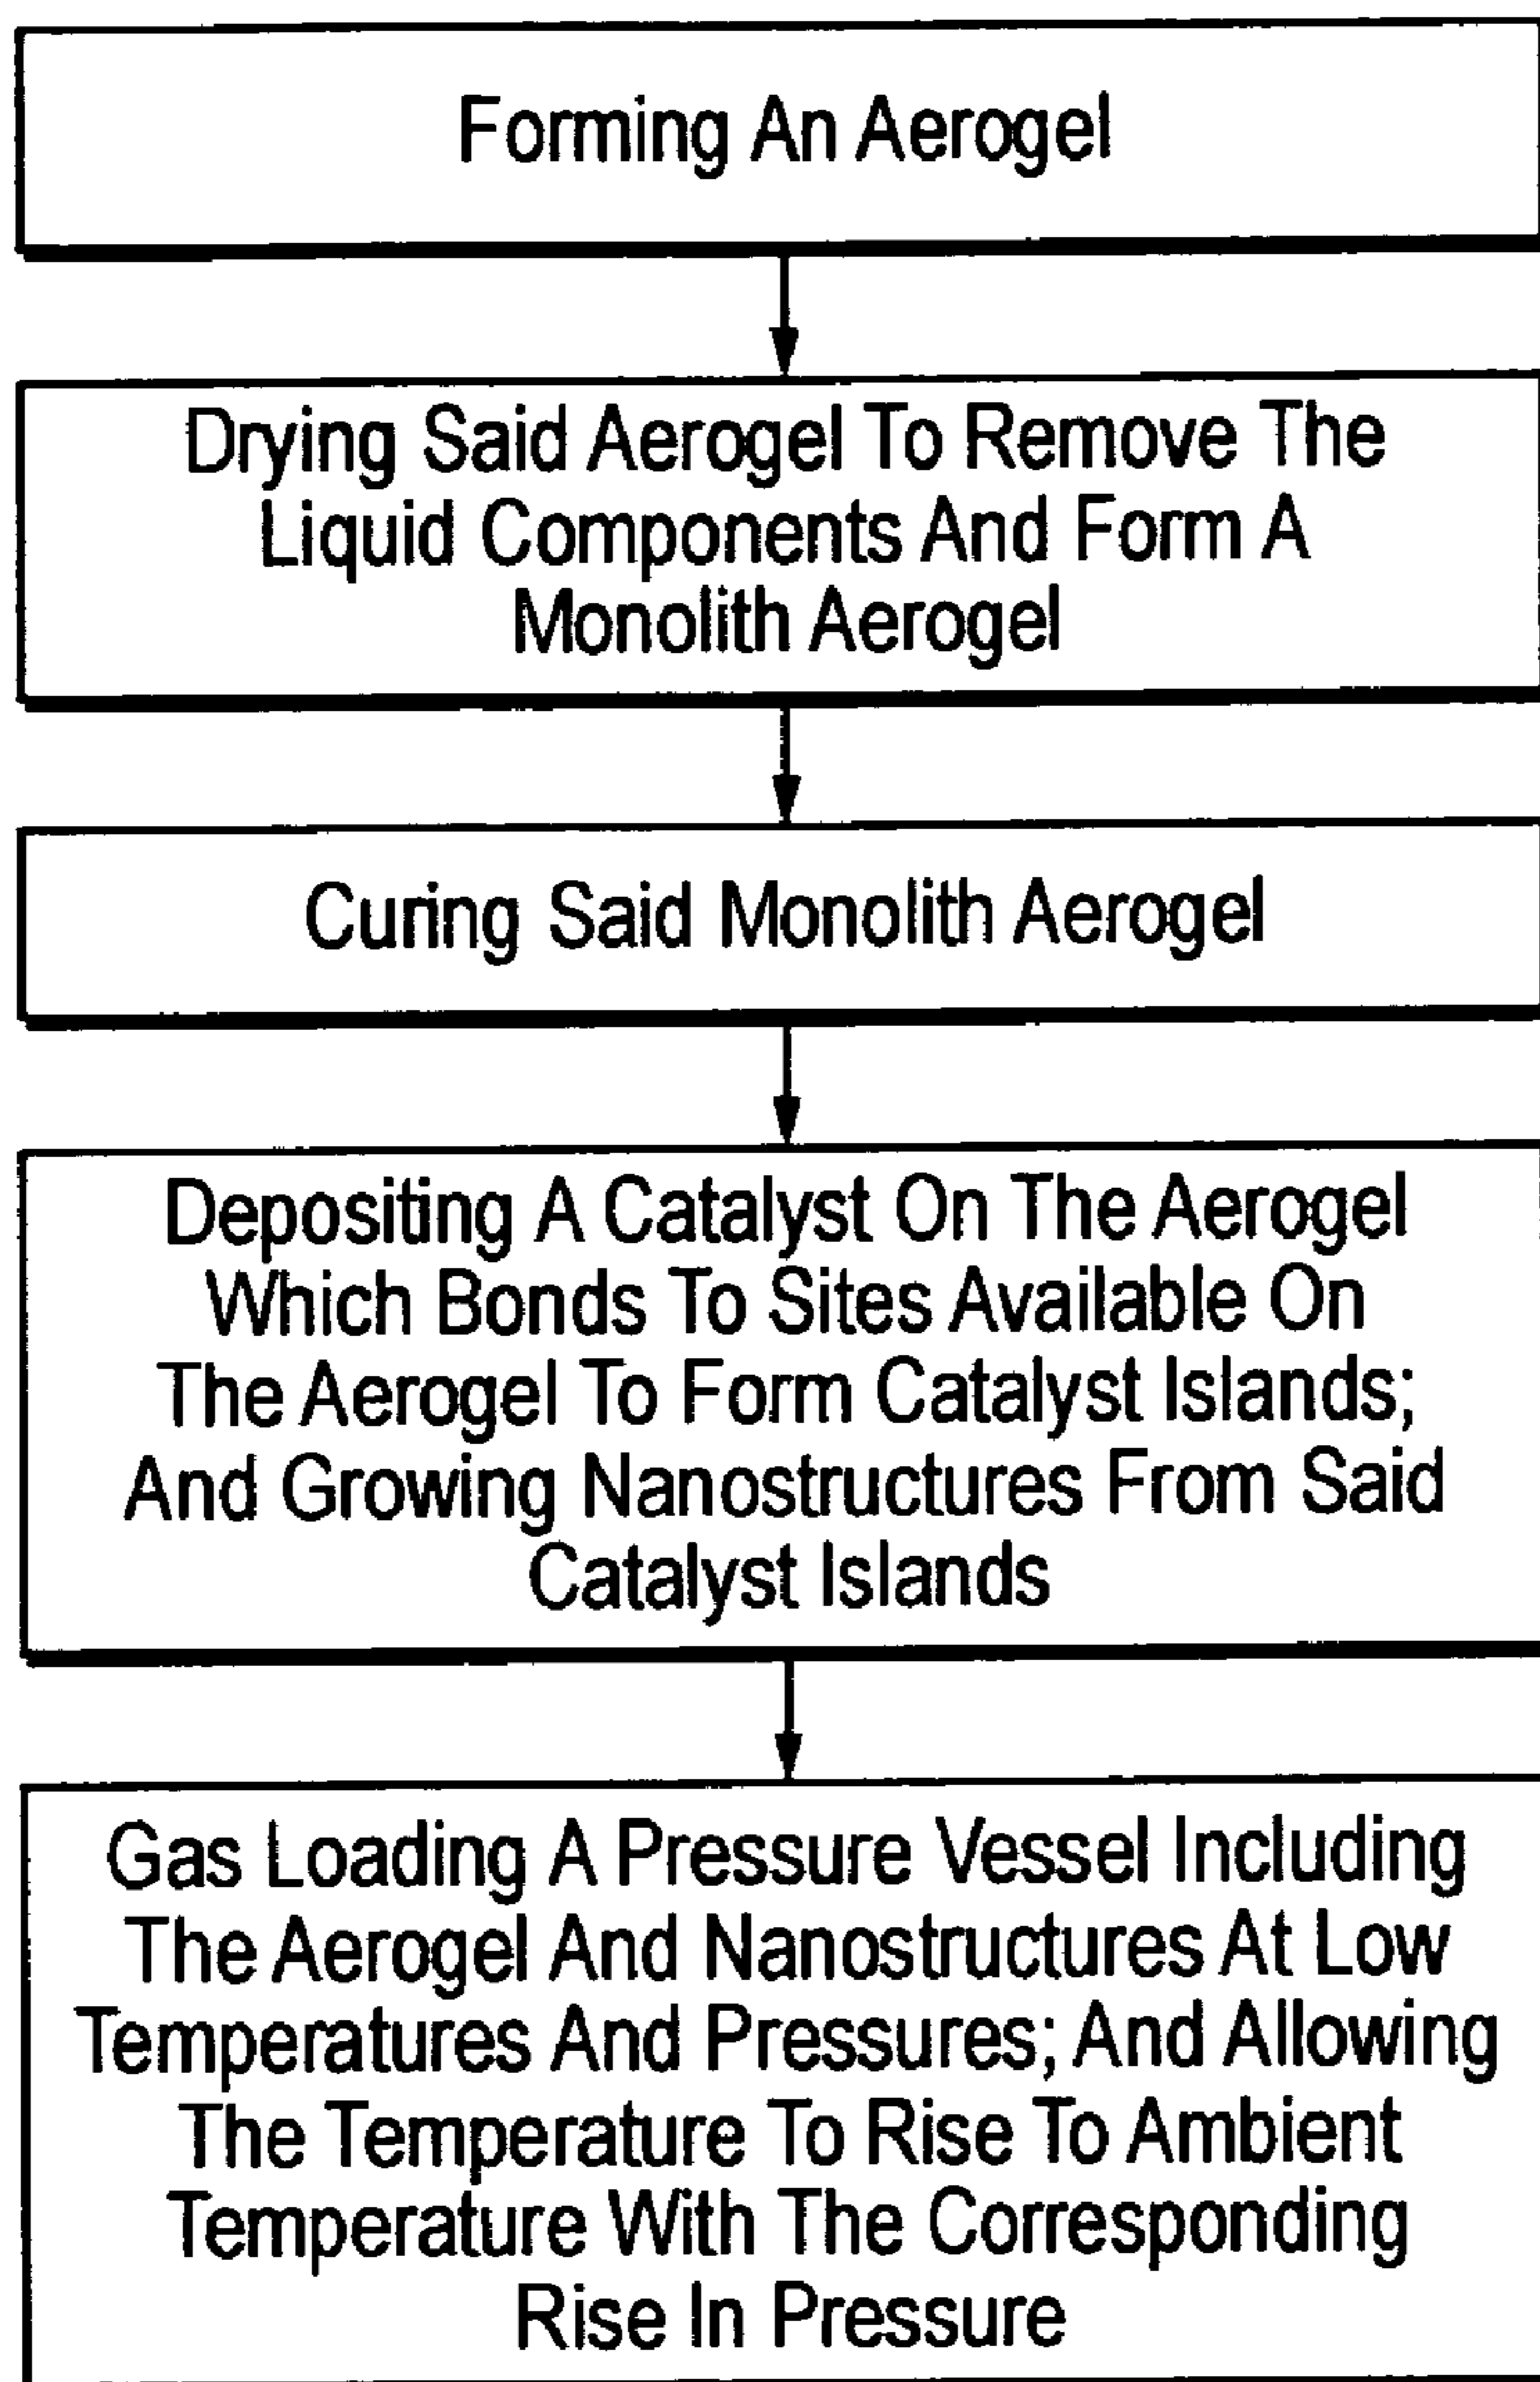 Forming An Aerogel
Drying Said Aerogel To Remove The
Liquid Components And Form A
Monolith Aerogel
Curing Said Monolith Aerogel
Depositing A Catalyst On The Aerogel
Which Bonds To Sites Available On
The Aerogel To Form Catalyst Islands;
And Growing Nanostructures From Said
Catalyst Islands
Gas Loading A Pressure Vessel Including
The Aerogel And Nanostructures At Low
Temperatures And Pressures; And Allowing
The Temperature To Rise To Ambient
Temperature With The Corresponding
Rise In Pressure